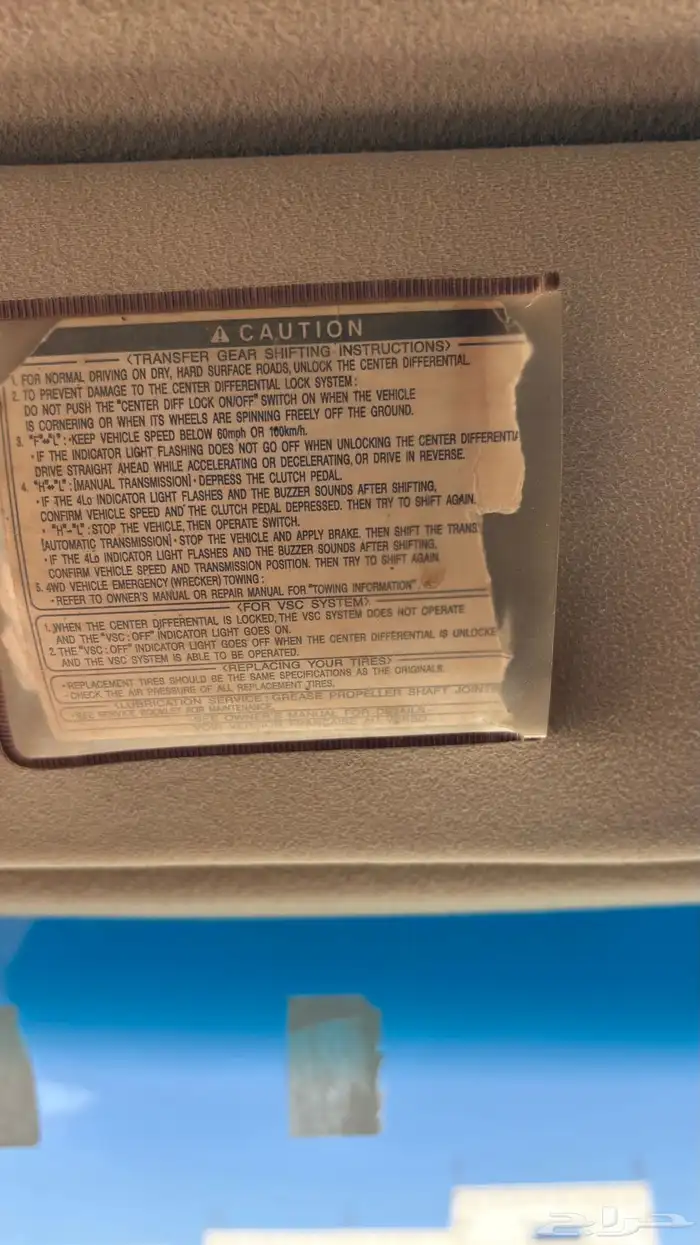 CAUTION
<TRANSFER GEAR SHIFTING INSTRUCTIONS>
1. FOR NORMAL DRIVING ON DRY, HARD SURFACE ROADS, UNLOCK THE CENTER DIFFERENTIAL
2. TO PREVENT DAMAGE TO THE CENTER DIFFERENTIAL LOCK SYSTEM:
DO NOT PUSH THE "CENTER DIFF LOCK ON/OFF" SWITCH ON WHEN THE VEHICLE
IS CORNERING OR WHEN ITS WHEELS ARE SPINNING FREELY OFF THE GROUND.
3. : •KEEP VEHICLE SPEED BELOW 60mph OR 100km/h.
•IF THE INDICATOR LIGHT FLASHING DOES NOT GO OFF WHEN UNLOCKING THE CENTER DIFFERENTIA
DRIVE STRAIGHT AHEAD WHILE ACCELERATING OR DECELERATING, OR DRIVE IN REVERSE.
4. "H"↔"L": [MANUAL TRANSMISSION] • DEPRESS THE CLUTCH PEDAL.
•IF THE 4Lo INDICATOR LIGHT FLASHES AND THE BUZZER SOUNDS AFTER SHIFTING,
CONFIRM VEHICLE SPEED AND THE CLUTCH PEDAL DEPRESSED. THEN TRY TO SHIFT AGAIN.
• "H"↔"L": STOP THE VEHICLE, THEN OPERATE SWITCH.
[AUTOMATIC TRANSMISSION] • STOP THE VEHICLE AND APPLY BRAKE. THEN SHIFT THE TRANS
•IF THE 4Lo INDICATOR LIGHT FLASHES AND THE BUZZER SOUNDS AFTER SHIFTING,
CONFIRM VEHICLE SPEED AND TRANSMISSION POSITION. THEN TRY TO SHIFT AGAIN.
5. 4WD VEHICLE EMERGENCY (WRECKER) TOWING:
•REFER TO OWNER'S MANUAL OR REPAIR MANUAL FOR "TOWING INFORMATION".
<FOR VSC SYSTEM>
1. WHEN THE CENTER DIFFERENTIAL IS LOCKED, THE VSC SYSTEM DOES NOT OPERATE
AND THE "VSC : OFF" INDICATOR LIGHT GOES ON.
2. THE "VSC : OFF" INDICATOR LIGHT GOES OFF WHEN THE CENTER DIFFERENTIAL IS UNLOCKE
AND THE VSC SYSTEM IS ABLE TO BE OPERATED.
<REPLACING YOUR TIRES>
•REPLACEMENT TIRES SHOULD BE THE SAME SPECIFICATIONS AS THE ORIGINALS.
•CHECK THE AIR PRESSURE OF ALL REPLACEMENT TIRES.
<LUBRICATION SERVICE: GREASE PROPELLER SHAFT JOINTS
•SEE SERVICE BOOKLET FOR MAINTENANCE
SEE OWNER'S MANUAL FOR DETAILS
حراج